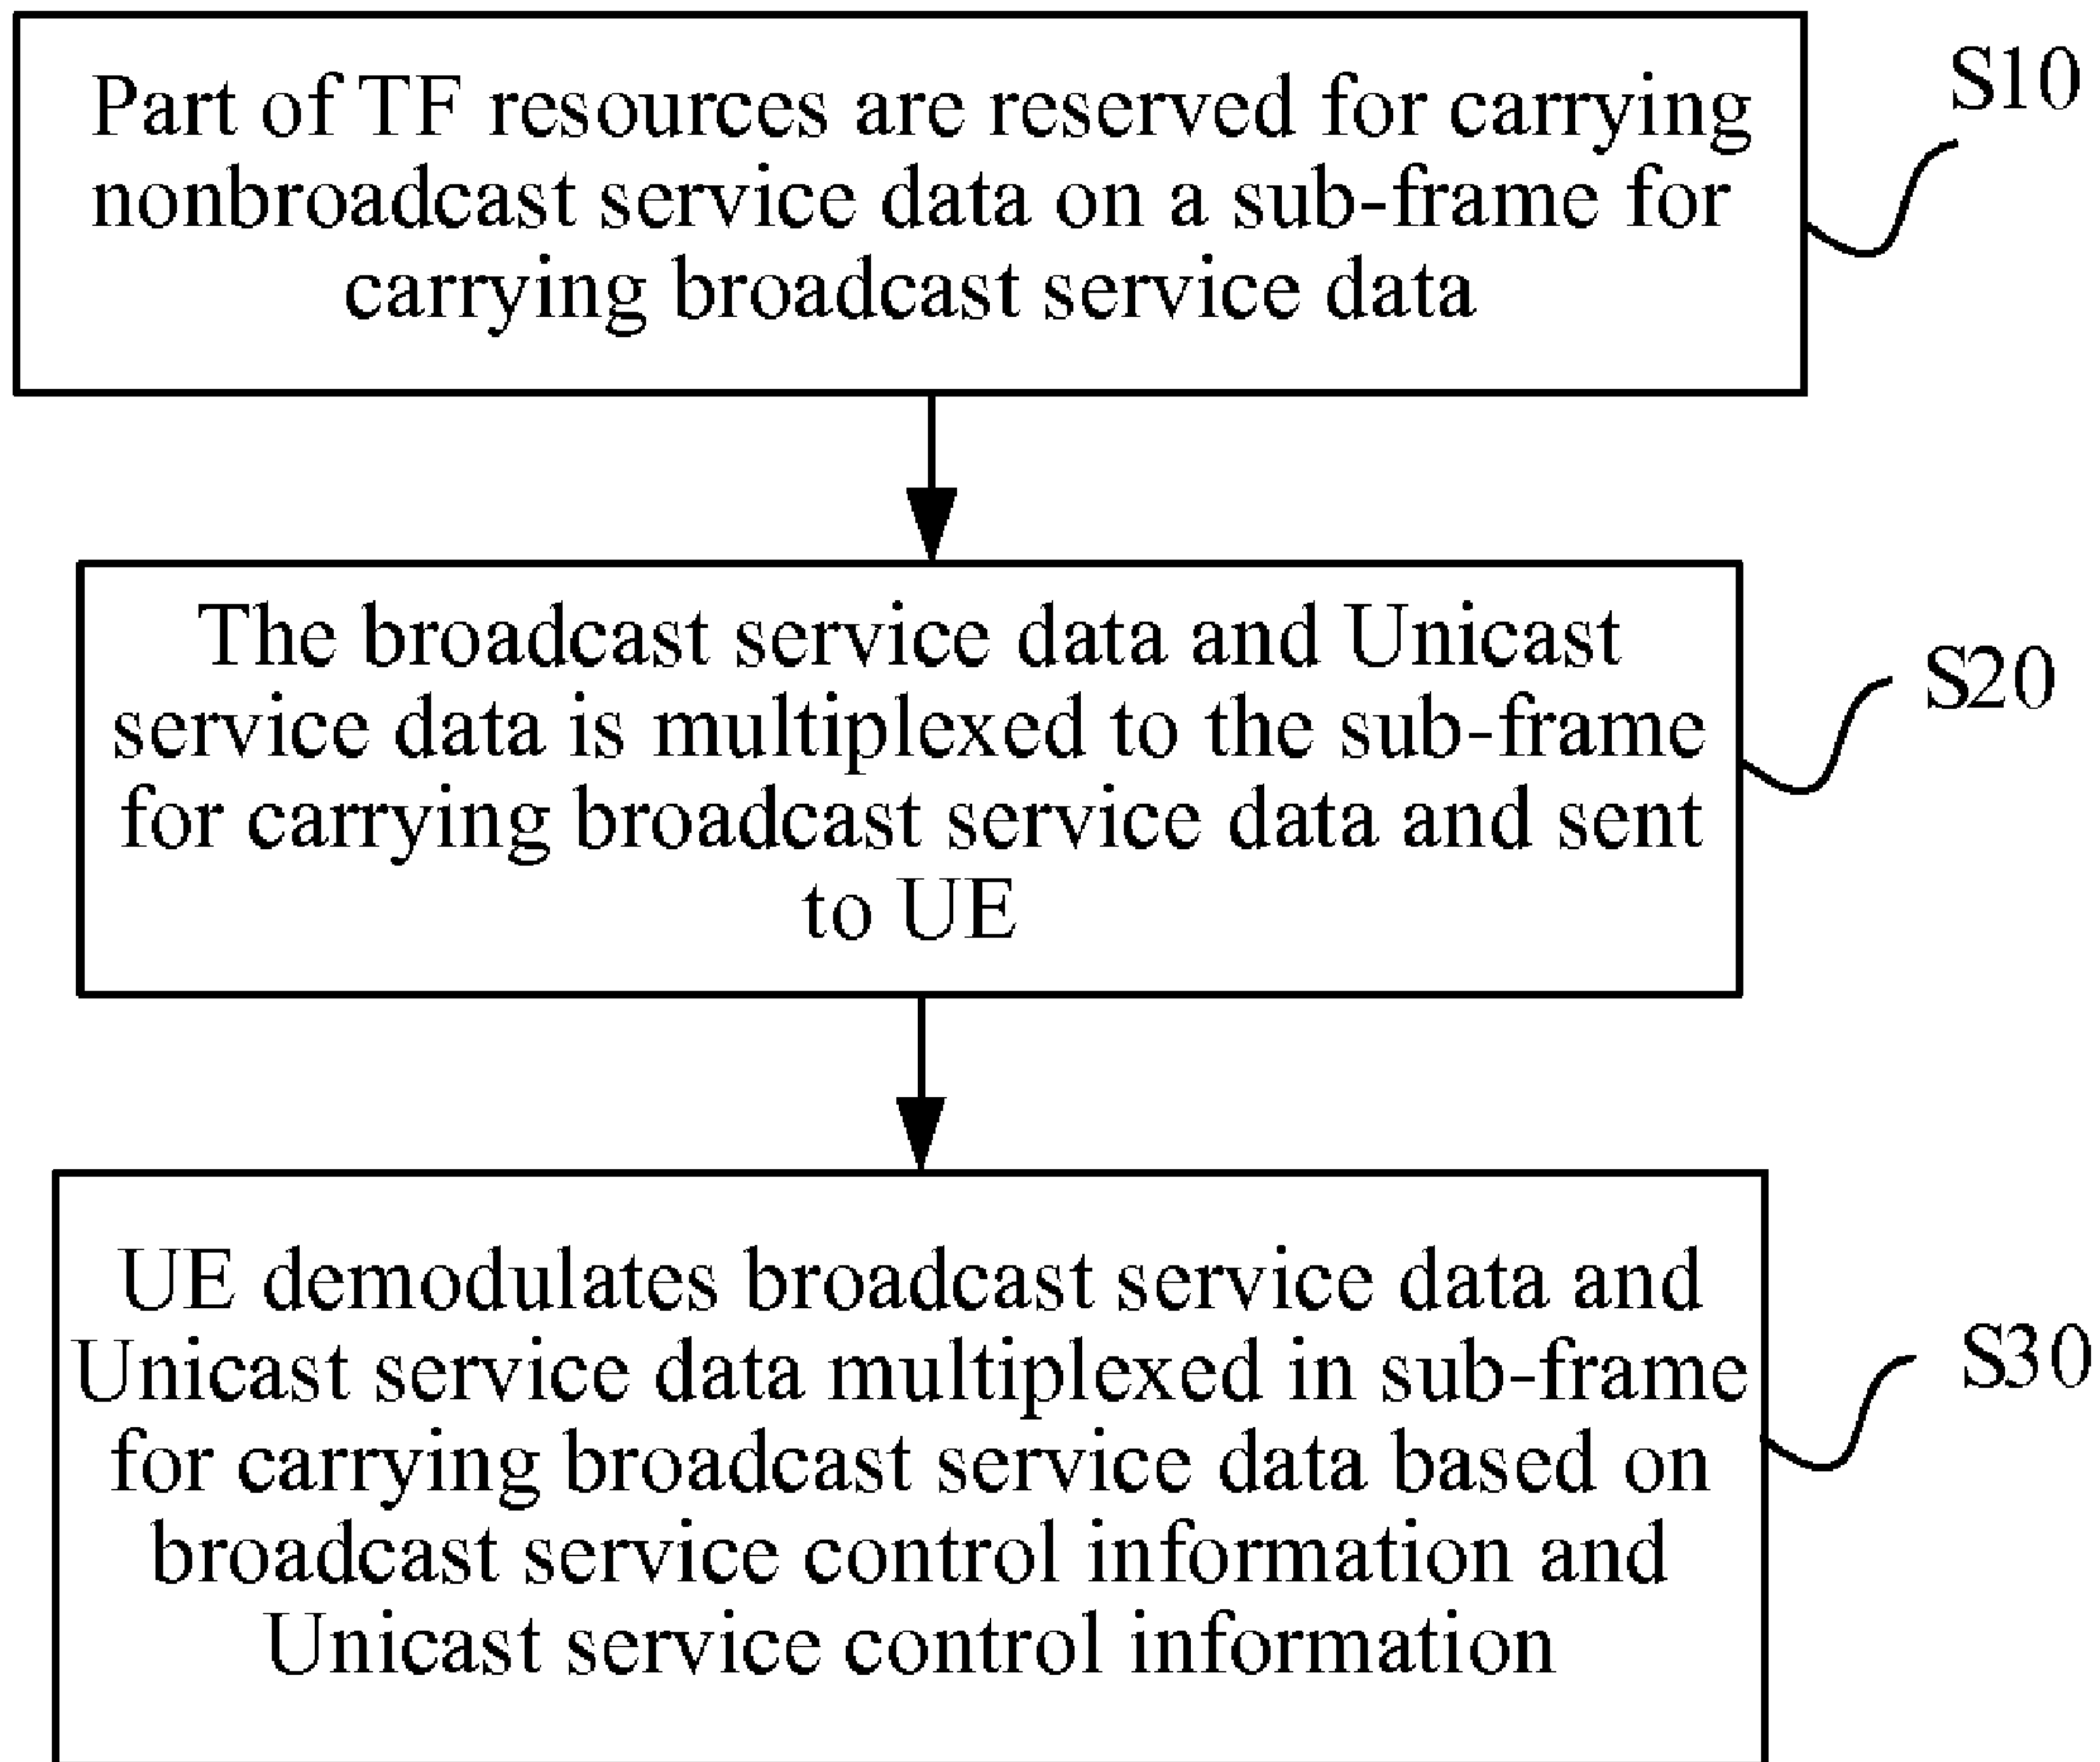 Part of TF resources are reserved for carrying
nonbroadcast service data on a sub-frame for
carrying broadcast service data
S10
The broadcast service data and Unicast
service data is multiplexed to the sub-frame
for carrying broadcast service data and sent
to UE
S20
UE demodulates broadcast service data and
Unicast service data multiplexed in sub-frame
for carrying broadcast service data based on
broadcast service control information and
Unicast service control information
S30